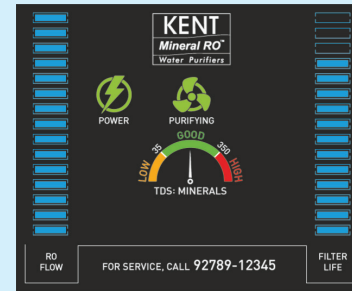 KENT
Mineral RO™
Water Purifiers
POWER
PURIFYING
GOOD
LOW 35 350 HIGH
TDS: MINERALS
RO FLOW
FOR SERVICE, CALL 92789-12345
FILTER LIFE